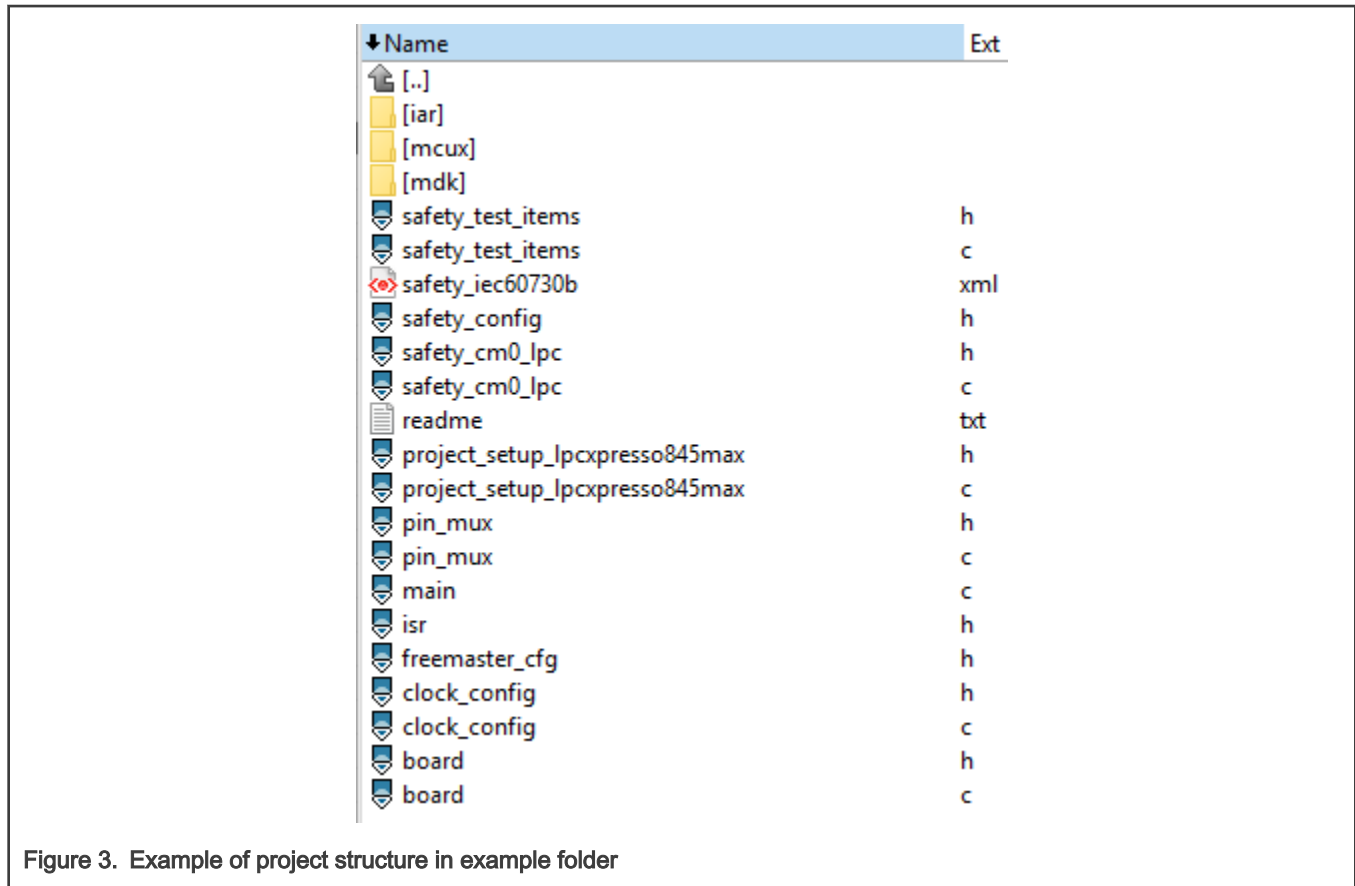 Name Ext
[..]
[iar]
[mcux]
[mdk]
safety_test_items h
safety_test_items c
safety_iec60730b xml
safety_config h
safety_cm0_lpc h
safety_cm0_lpc c
readme txt
project_setup_lpcxpresso845max h
project_setup_lpcxpresso845max c
pin_mux h
pin_mux c
main c
isr h
freemaster_cfg h
clock_config h
clock_config c
board h
board c
Figure 3. Example of project structure in example folder